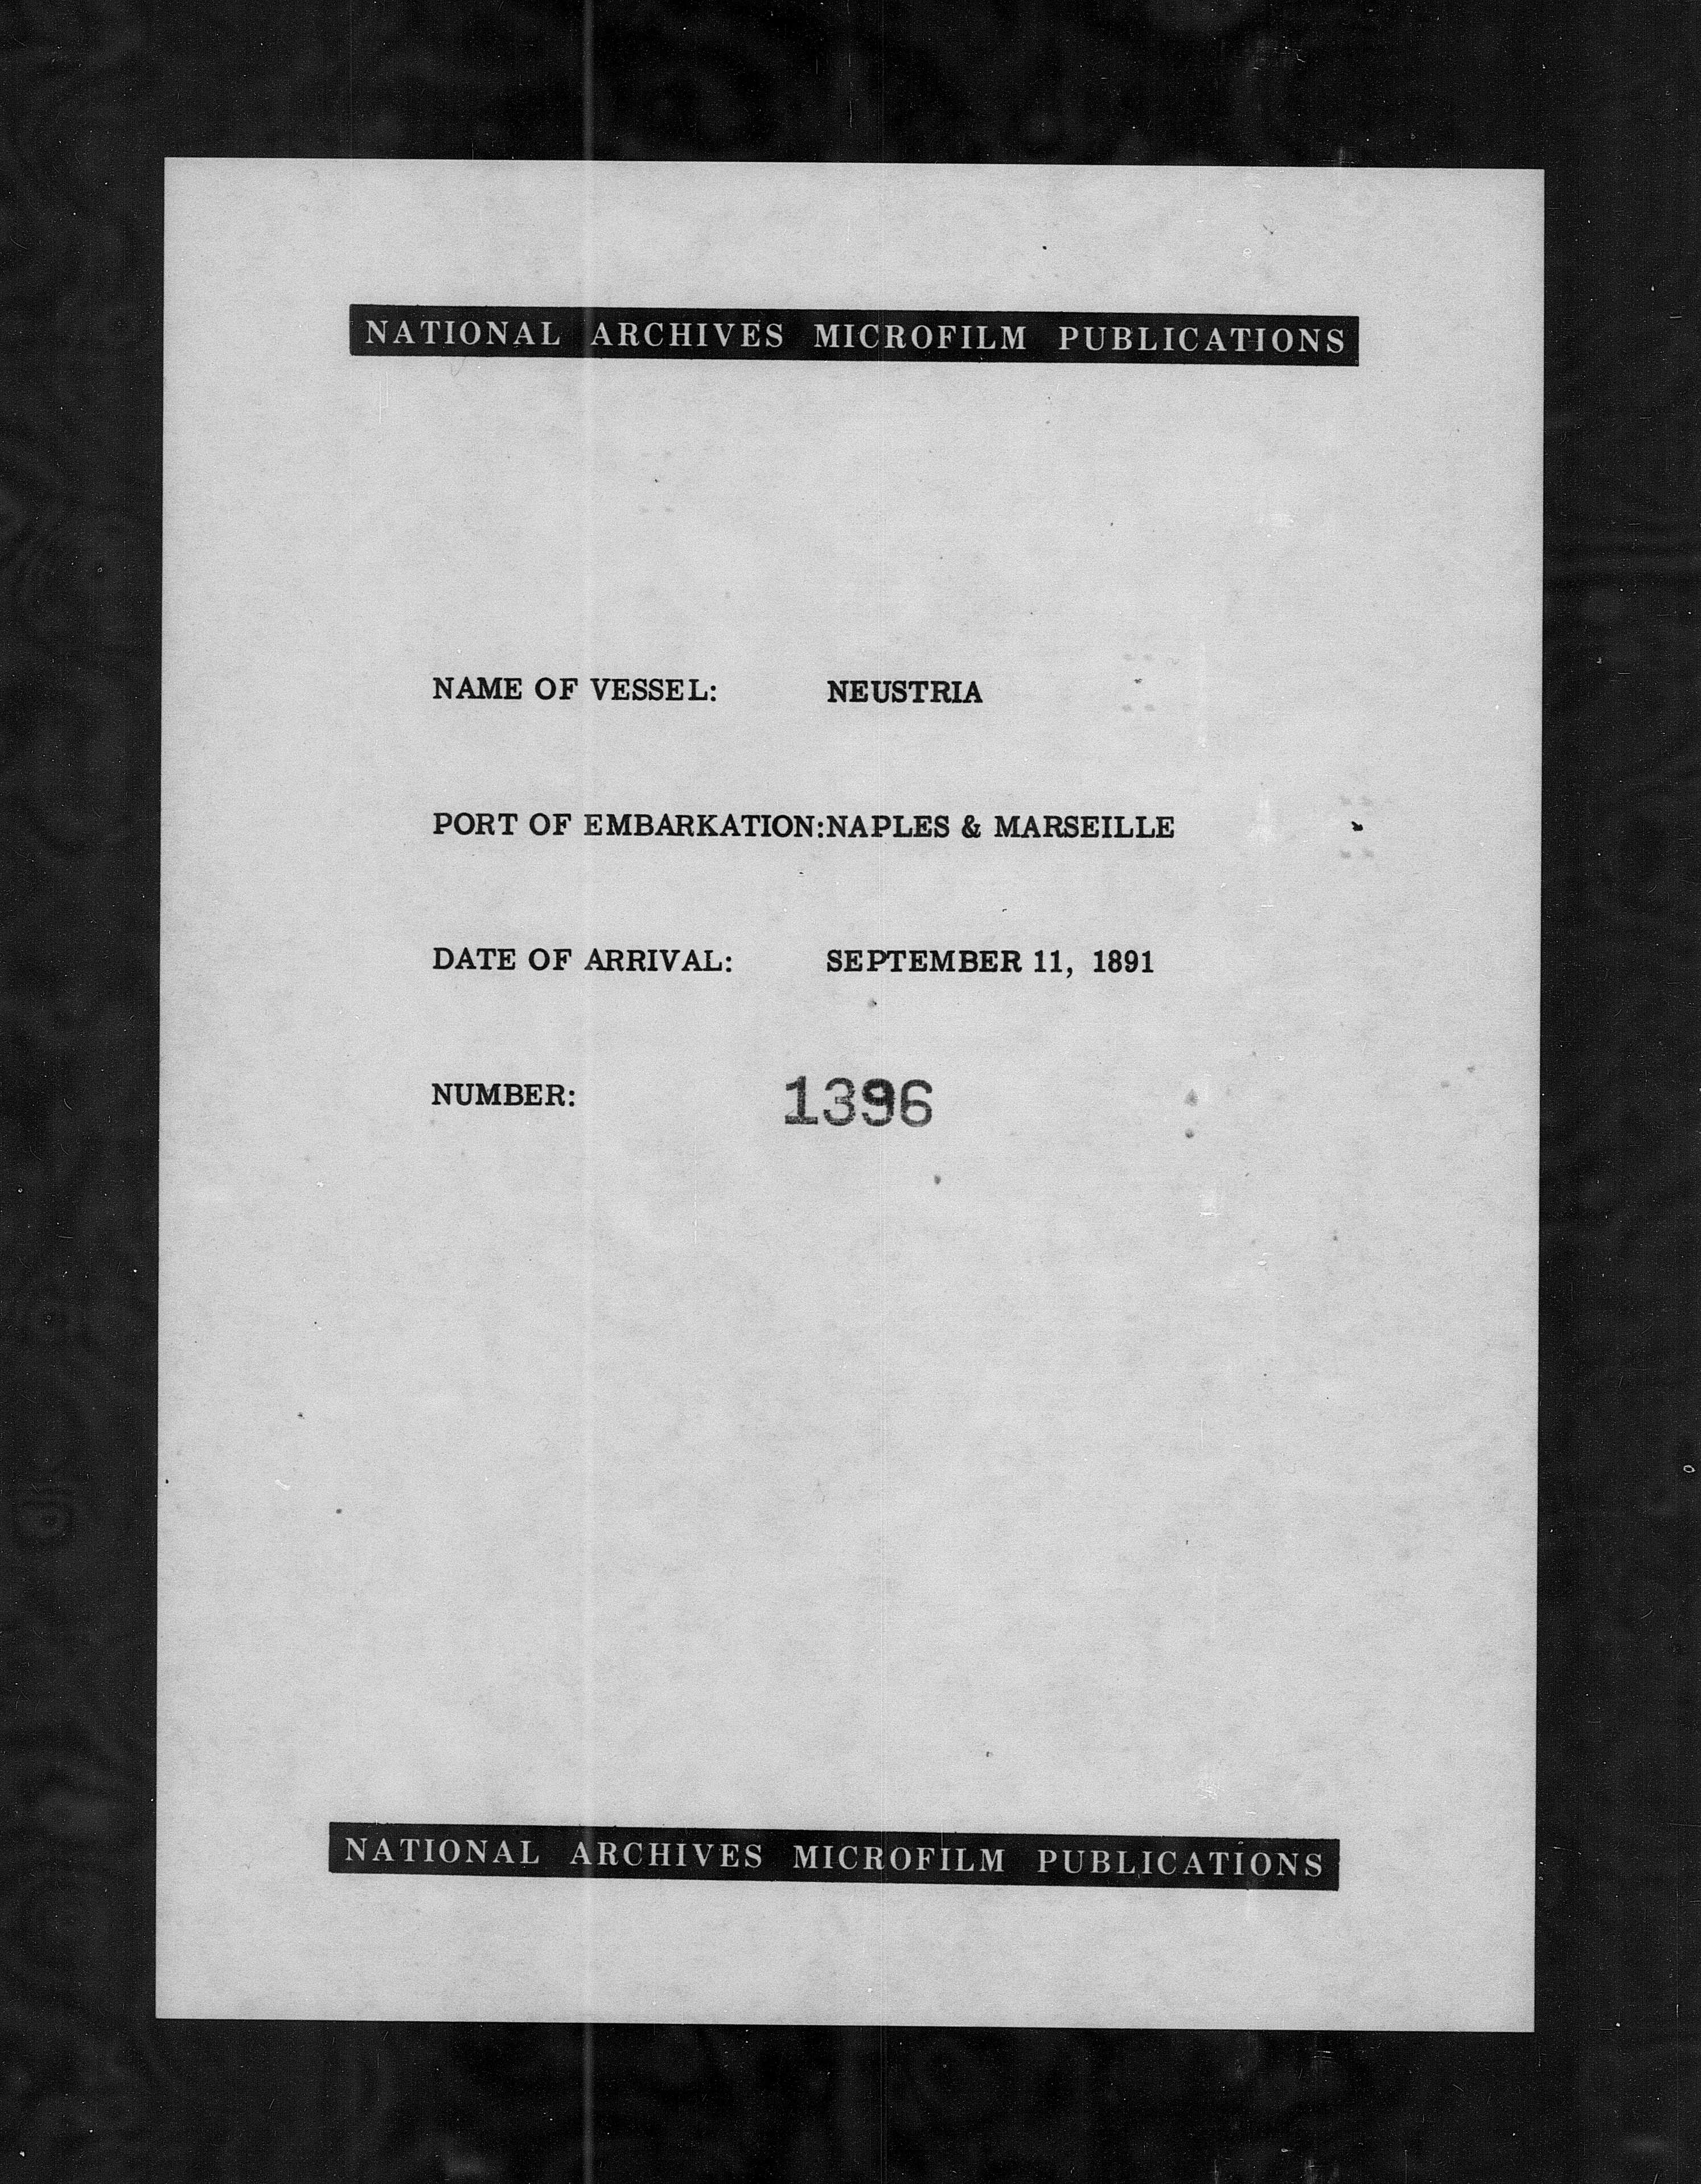 NATIONAL ARCHIVES MICROFILM PUBLICATIONS
NAME OF VESSEL: NEUSTRIA
PORT OF EMBARKATION:NAPLES & MARSEILLE
DATE OF ARRIVAL: SEPTEMBER 11, 1891
NUMBER: 1396
NATIONAL ARCHIVES MICROFILM PUBLICATIONS